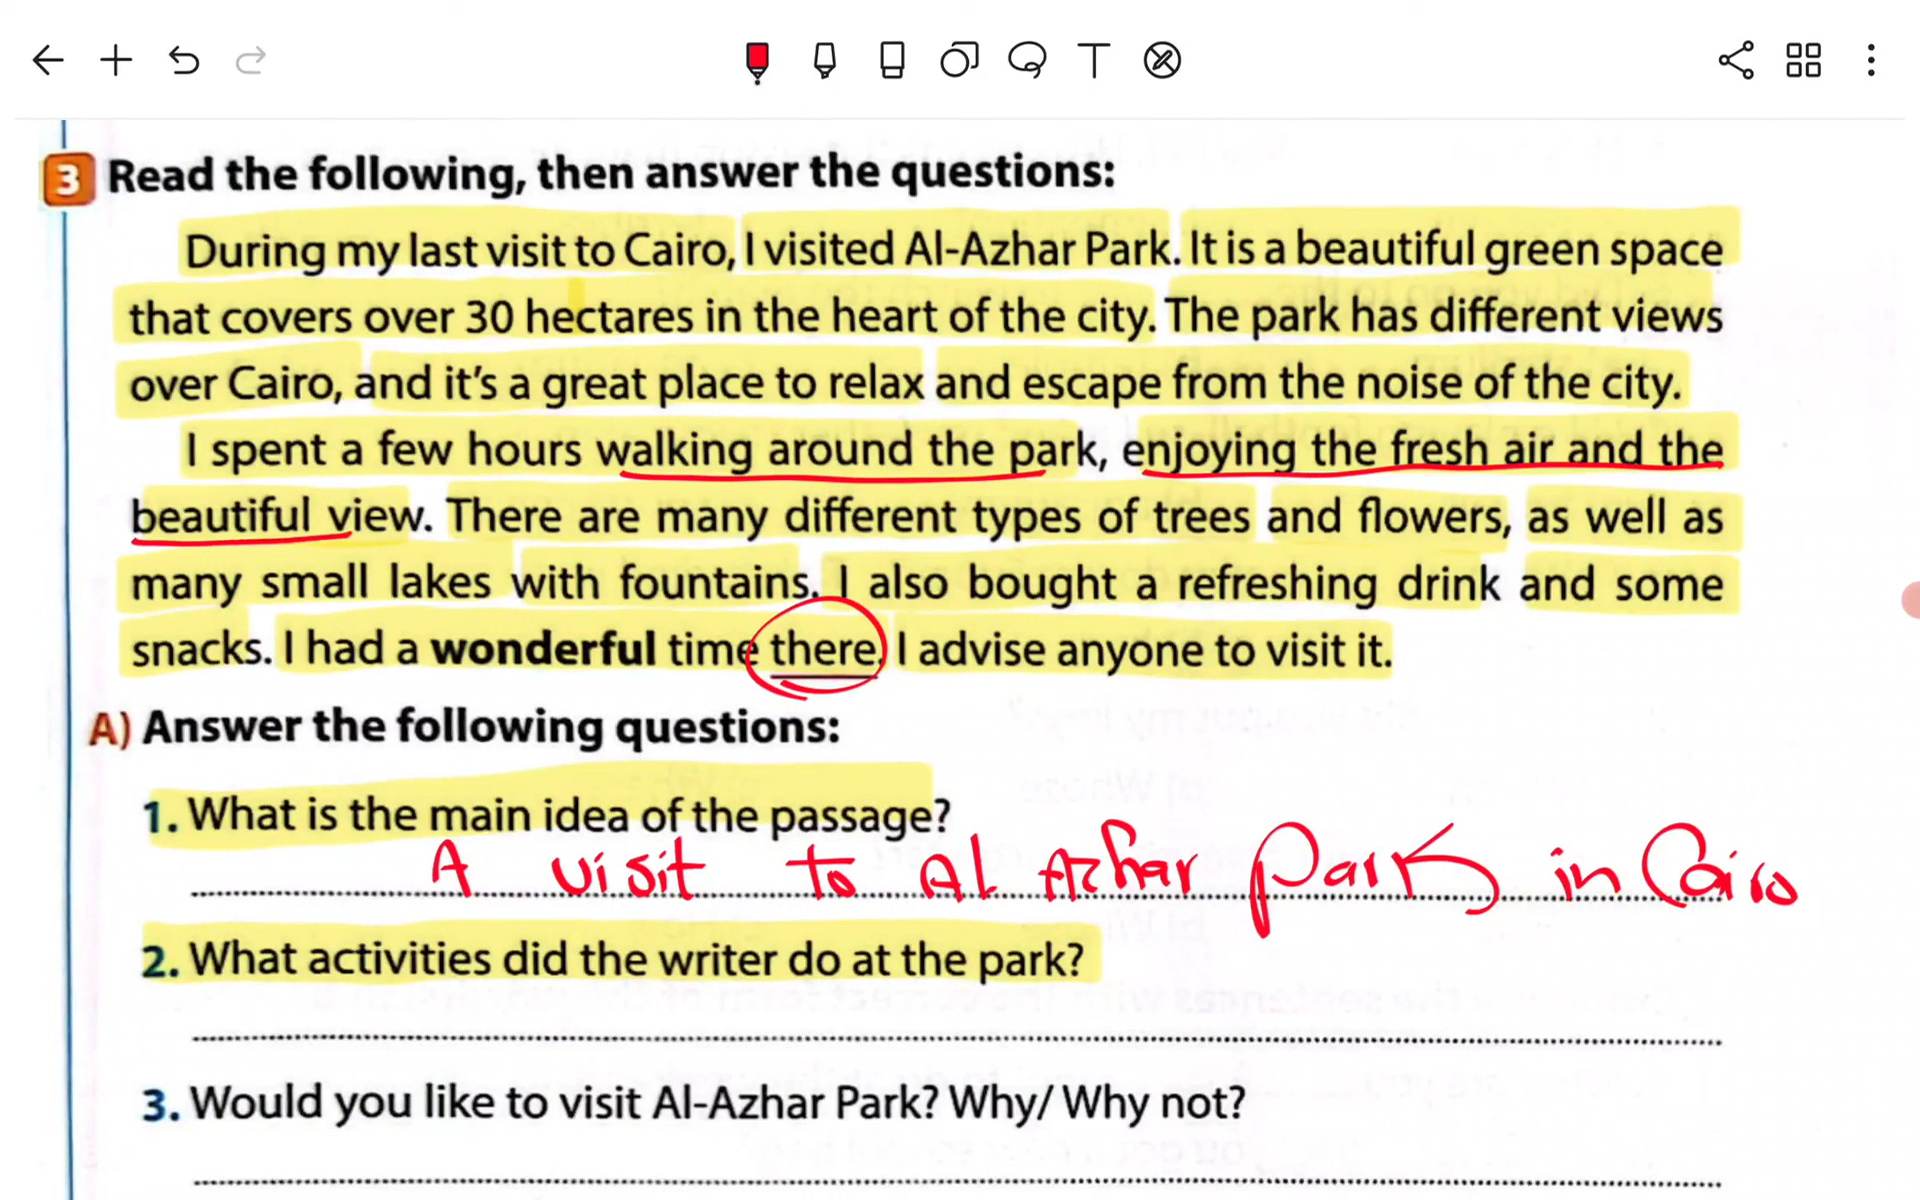 3 Read the following, then answer the questions:
During my last visit to Cairo, I visited Al-Azhar Park. It is a beautiful green space
that covers over 30 hectares in the heart of the city. The park has different views
over Cairo, and it's a great place to relax and escape from the noise of the city.
I spent a few hours walking around the park, enjoying the fresh air and the
beautiful view. There are many different types of trees and flowers, as well as
many small lakes with fountains. I also bought a refreshing drink and some
snacks. I had a wonderful time there. I advise anyone to visit it.
A) Answer the following questions:
1. What is the main idea of the passage?
A visit to Al Azhar Park in Cairo
2. What activities did the writer do at the park?
3. Would you like to visit Al-Azhar Park? Why/ Why not?